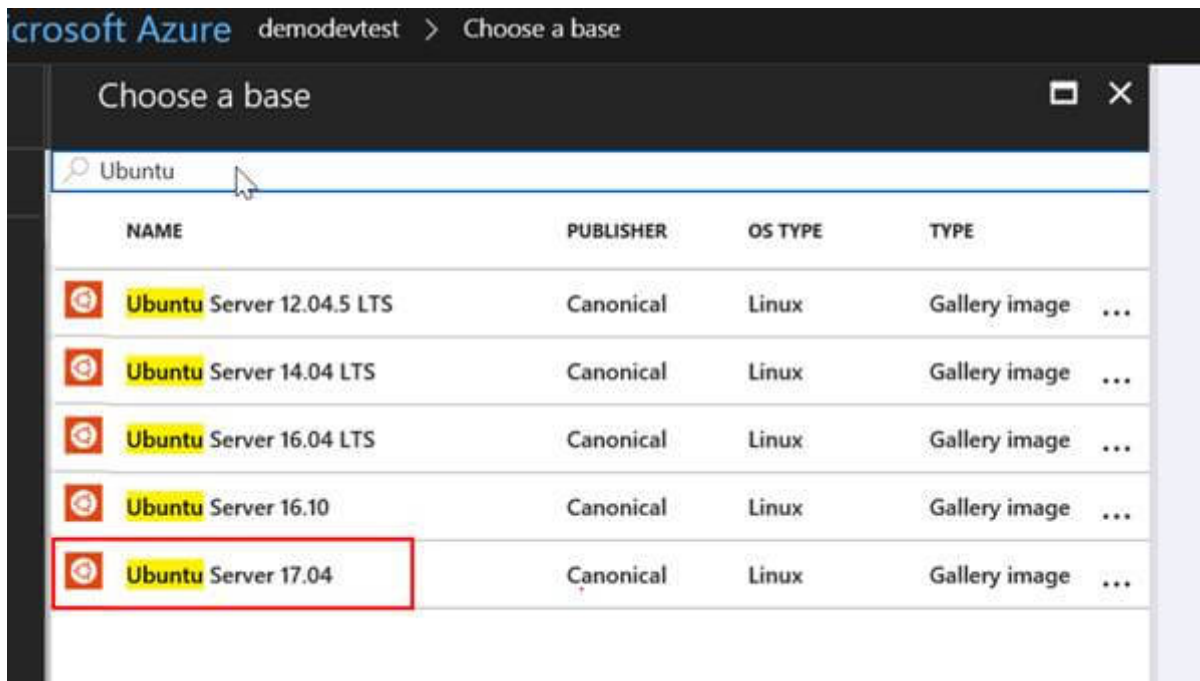 icrosoft Azure demodevtest > Choose a base
Choose a base
Ubuntu
NAME PUBLISHER OS TYPE TYPE
Ubuntu Server 12.04.5 LTS Canonical Linux Gallery image ...
Ubuntu Server 14.04 LTS Canonical Linux Gallery image ...
Ubuntu Server 16.04 LTS Canonical Linux Gallery image ...
Ubuntu Server 16.10 Canonical Linux Gallery image ...
Ubuntu Server 17.04 Canonical Linux Gallery image ...